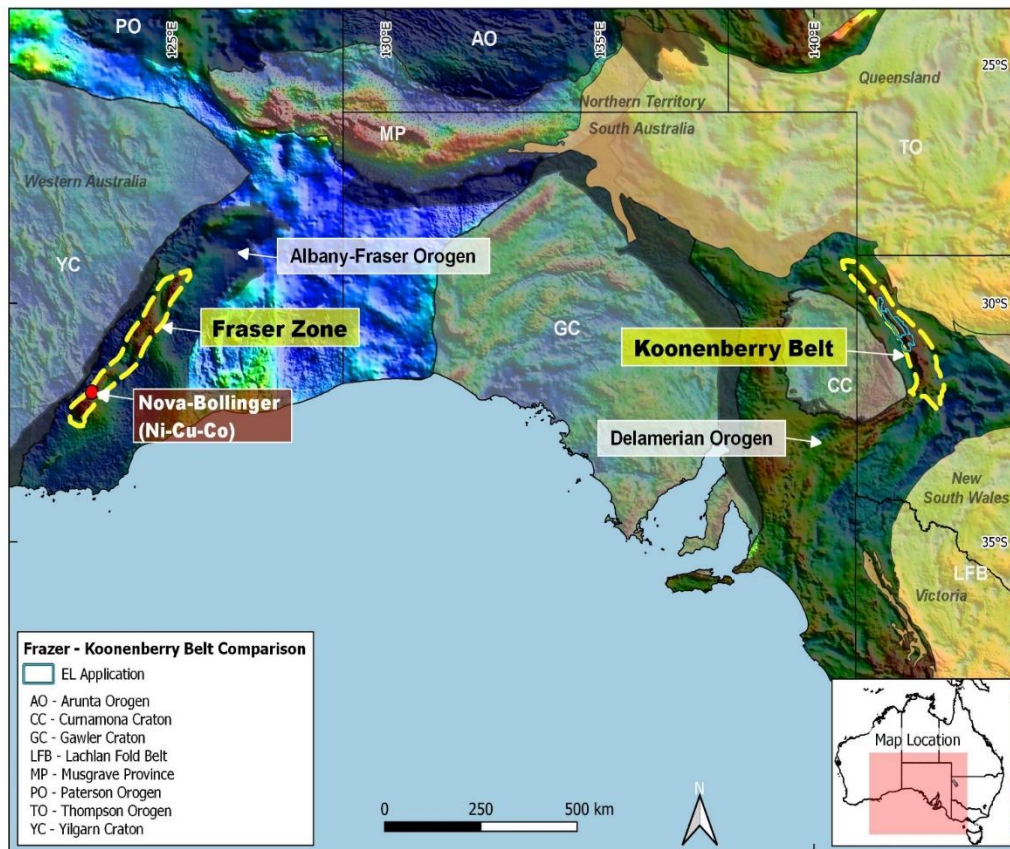 PO
125°E
130°E
AO
135°E
140°E
25°S
Queensland
Northern Territory
South Australia
MP
TO
Western Australia
YC
Albany-Fraser Orogen
Fraser Zone
GC
30°S
Koonenberry Belt
CC
Nova-Bollinger
(Ni-Cu-Co)
Delamerian Orogen
New
South Wales
35°S
LFB
Victoria
Frazer - Koonenberry Belt Comparison
EL Application
AO - Arunta Orogen
CC - Curnamona Craton
GC - Gawler Craton
LFB - Lachlan Fold Belt
MP - Musgrave Province
PO - Paterson Orogen
TO - Thompson Orogen
YC - Yilgarn Craton
0 250 500 km
N
Map Location